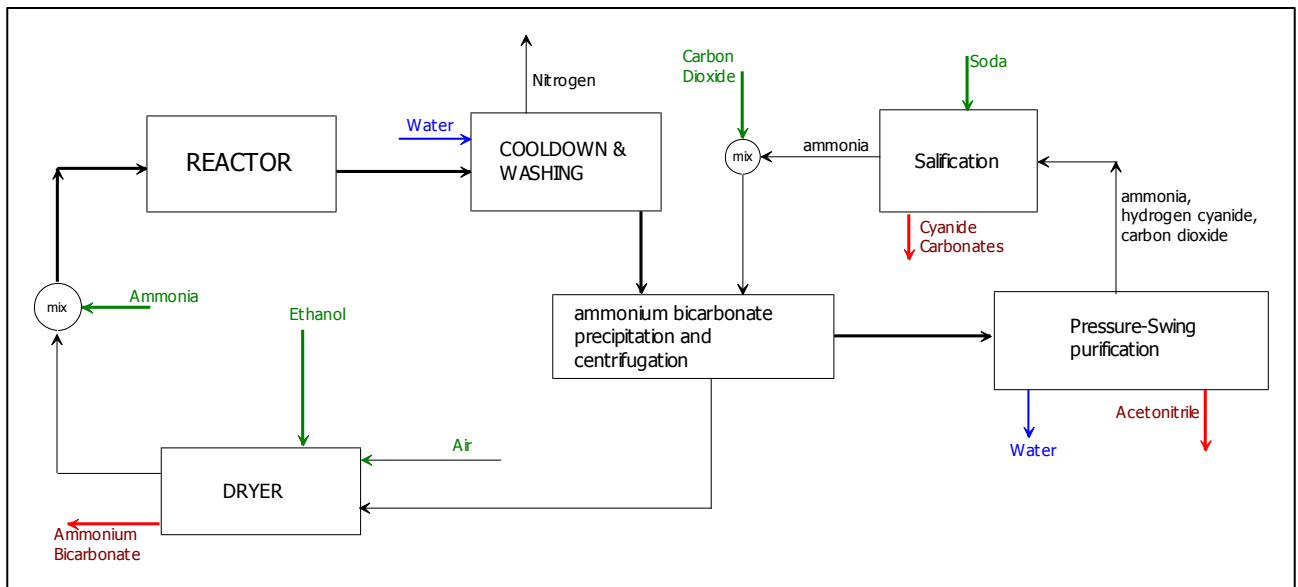 Carbon
Dioxide
Soda
Nitrogen
Water
REACTOR
COOLDOWN &
WASHING
mix
ammonia
Salification
ammonia,
hydrogen cyanide,
carbon dioxide
Cyanide
Carbonates
mix
Ammonia
Ethanol
ammonium bicarbonate
precipitation and
centrifugation
Pressure-Swing
purification
Acetonitrile
Water
Air
DRYER
Ammonium
Bicarbonate